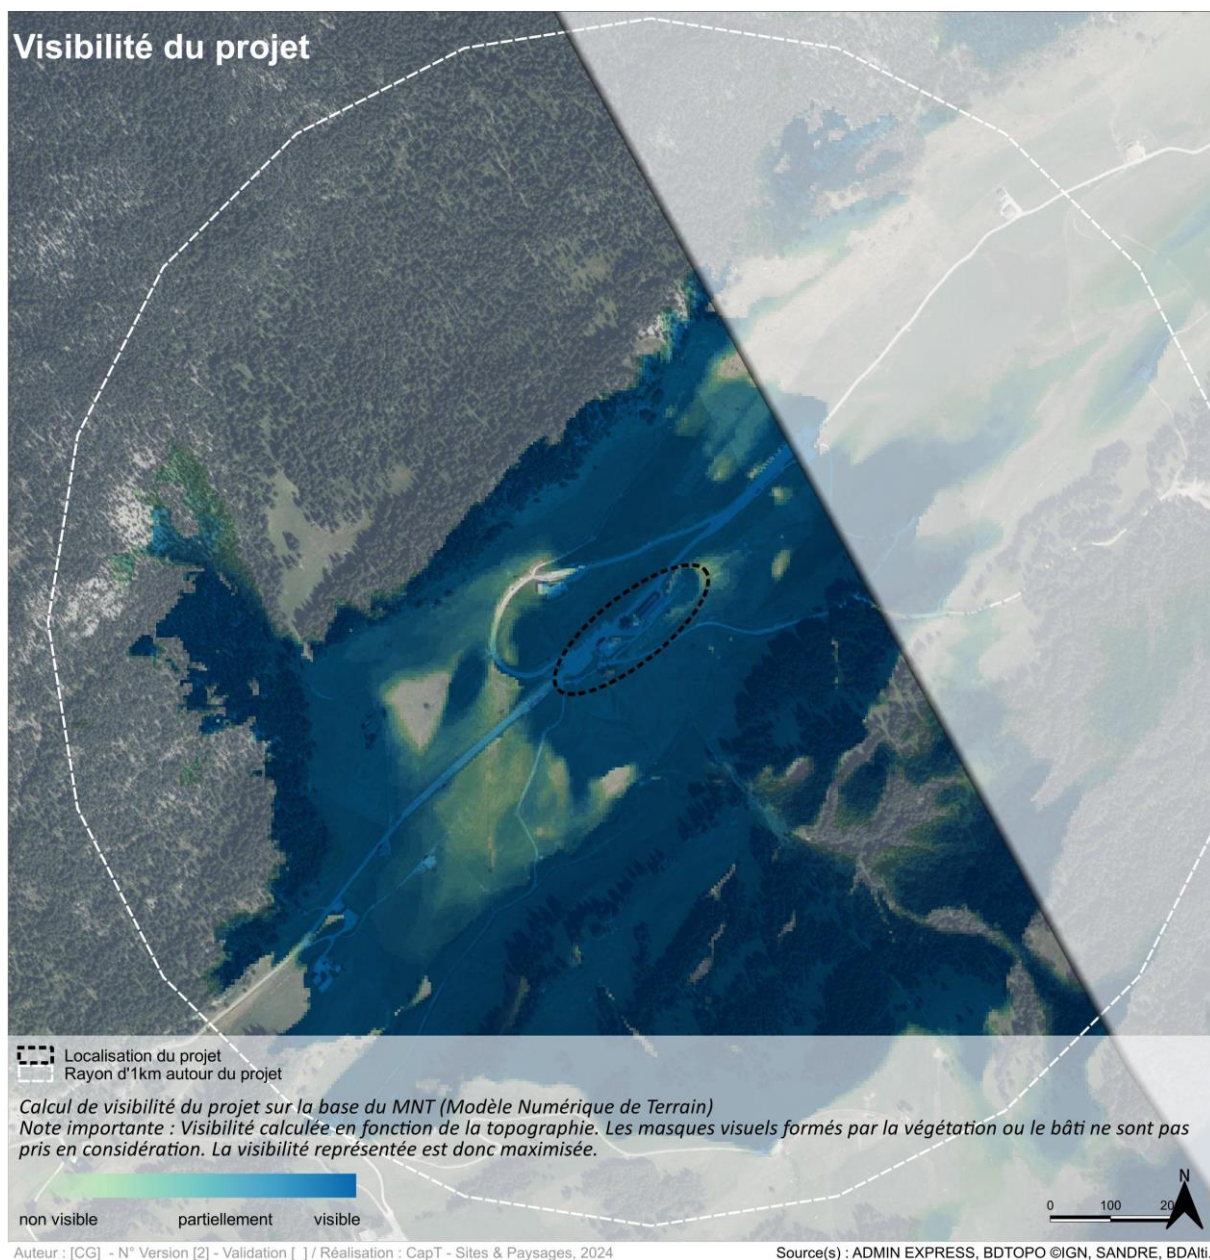 Visibilité du projet
Localisation du projet
Rayon d'1km autour du projet
Calcul de visibilité du projet sur la base du MNT (Modèle Numérique de Terrain)
Note importante : Visibilité calculée en fonction de la topographie. Les masques visuels formés par la végétation ou le bâti ne sont pas
pris en considération. La visibilité représentée est donc maximisée.
non visible partiellement visible
0 100
N
Auteur : [CG] - N° Version [2] - Validation [ ] / Réalisation : CapT - Sites & Paysages, 2024
Source(s) : ADMIN EXPRESS, BDTOPO ©IGN, SANDRE, BDAlti.